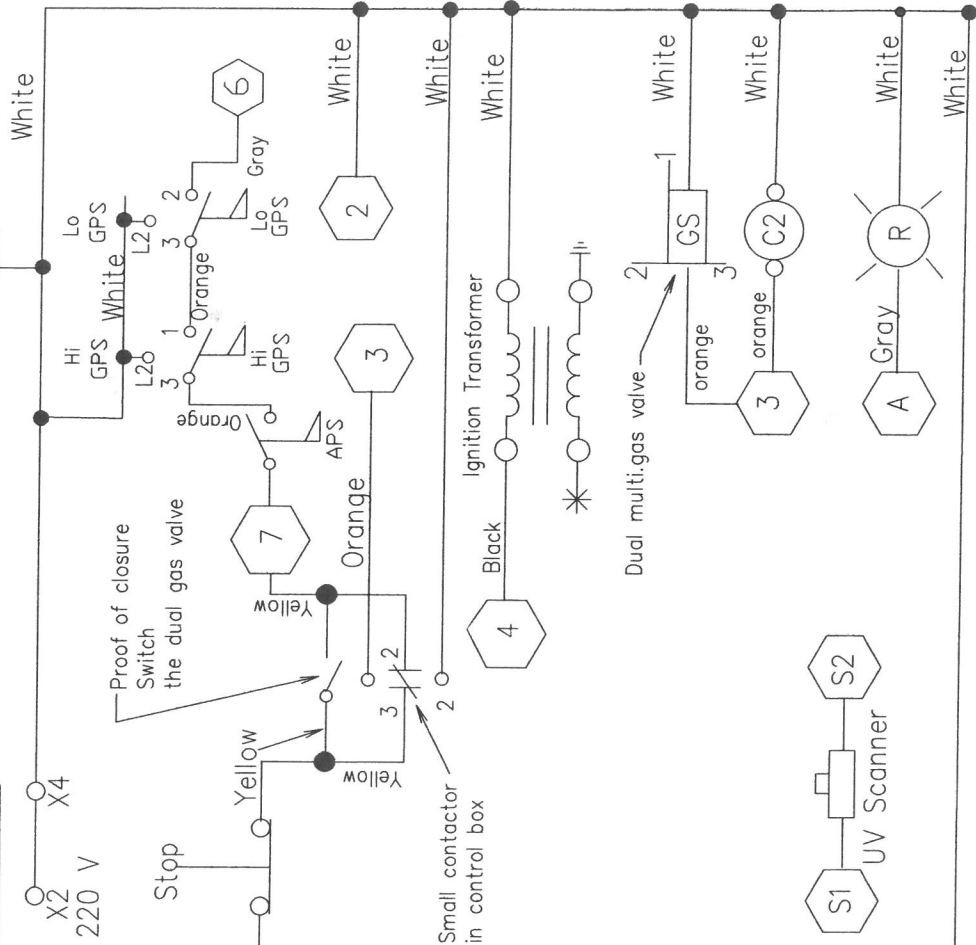 White
White
Hi
GPS
Lo
GPS
L2
L2
6
Gray
2
3
Lo
GPS
Orange
1
3
Hi
GPS
Orange
APS
7
Proof of closure
Switch
the dual gas valve
X4
X2
220 V
Stop
Yellow
Yellow
Yellow
2
3
2
Small contactor
in control box
Orange
3
2
White
White
White
Ignition Transformer
Black
4
Dual multi.gas valve
2
1
GS
3
White
orange
orange
3
C2
White
A
Gray
R
White
White
S1
UV Scanner
S2